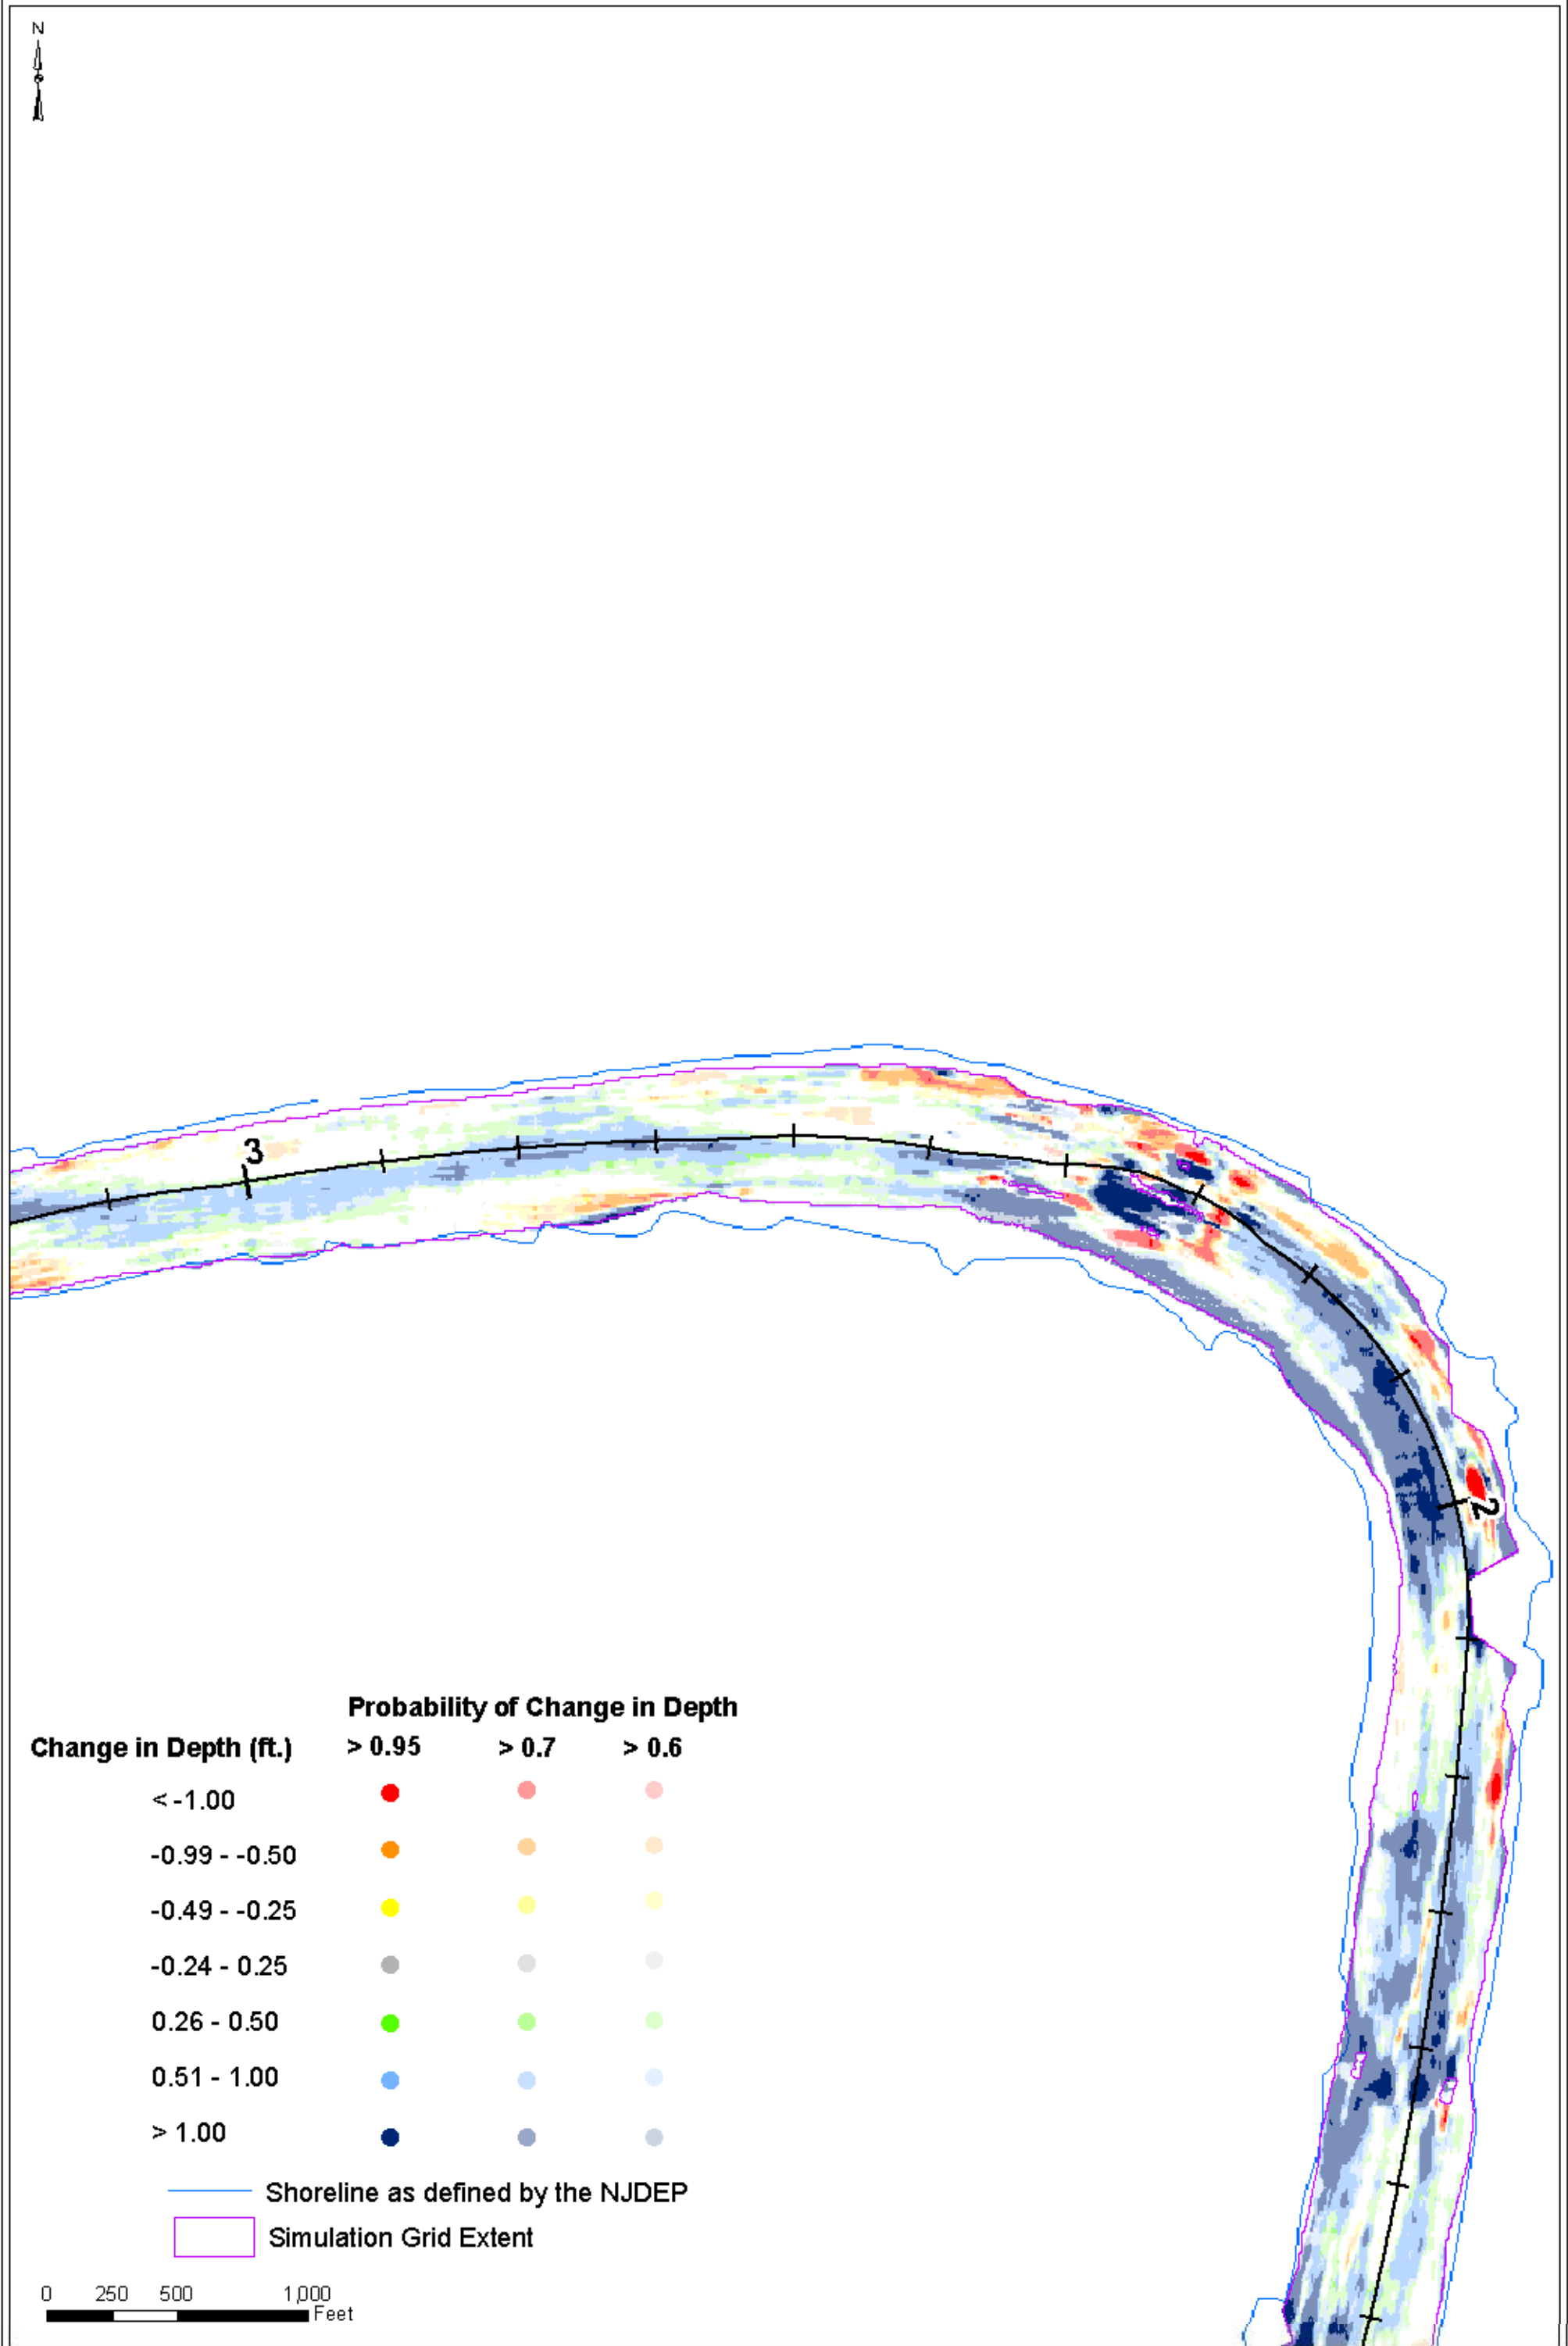 N
3
2
Probability of Change in Depth
Change in Depth (ft.) > 0.95 > 0.7 > 0.6
< -1.00
-0.99 - -0.50
-0.49 - -0.25
-0.24 - 0.25
0.26 - 0.50
0.51 - 1.00
> 1.00
Shoreline as defined by the NJDEP
Simulation Grid Extent
0 250 500 1,000
Feet